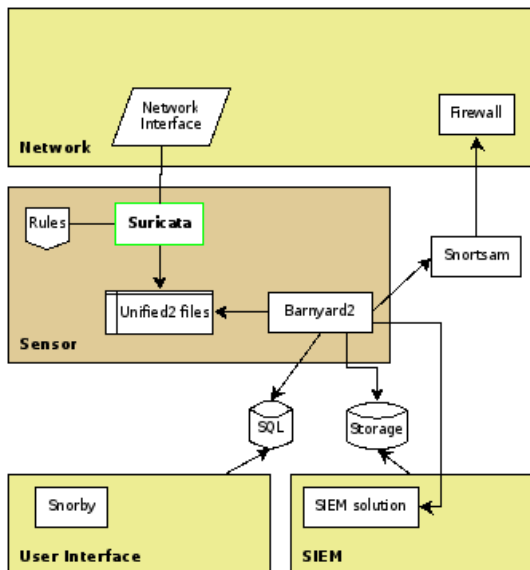 Network
Interface
Firewall
Network
Rules
Suricata
Snortsam
Unified2 files
Barnyard2
Sensor
SQL
Storage
Snorby
SIEM solution
User Interface
SIEM